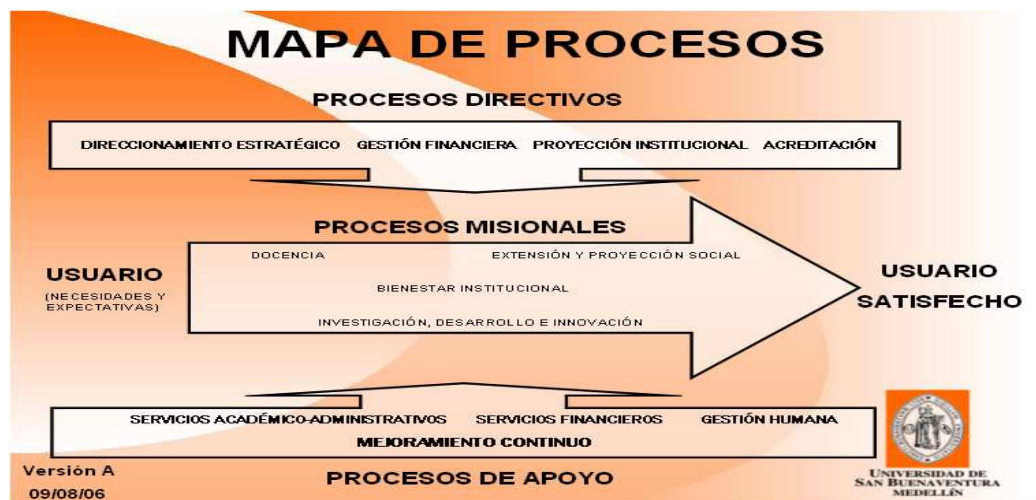 MAPA DE PROCESOS
PROCESOS DIRECTIVOS
DIRECCIONAMIENTO ESTRATÉGICO GESTIÓN FINANCIERA PROYECCIÓN INSTITUCIONAL ACREDITACIÓN
PROCESOS MISIONALES
DOCENCIA EXTENSIÓN Y PROYECCIÓN SOCIAL
BIENESTAR INSTITUCIONAL
INVESTIGACIÓN, DESARROLLO E INNOVACIÓN
USUARIO
(NECESIDADES Y
EXPECTATIVAS)
USUARIO
SATISFECHO
SERVICIOS ACADÉMICO-ADMINISTRATIVOS SERVICIOS FINANCIEROS GESTIÓN HUMANA
MEJORAMIENTO CONTINUO
PROCESOS DE APOYO
Versión A
09/08/06
UNIVERSIDAD DE
SAN BUENAVENTURA
MEDELLÍN